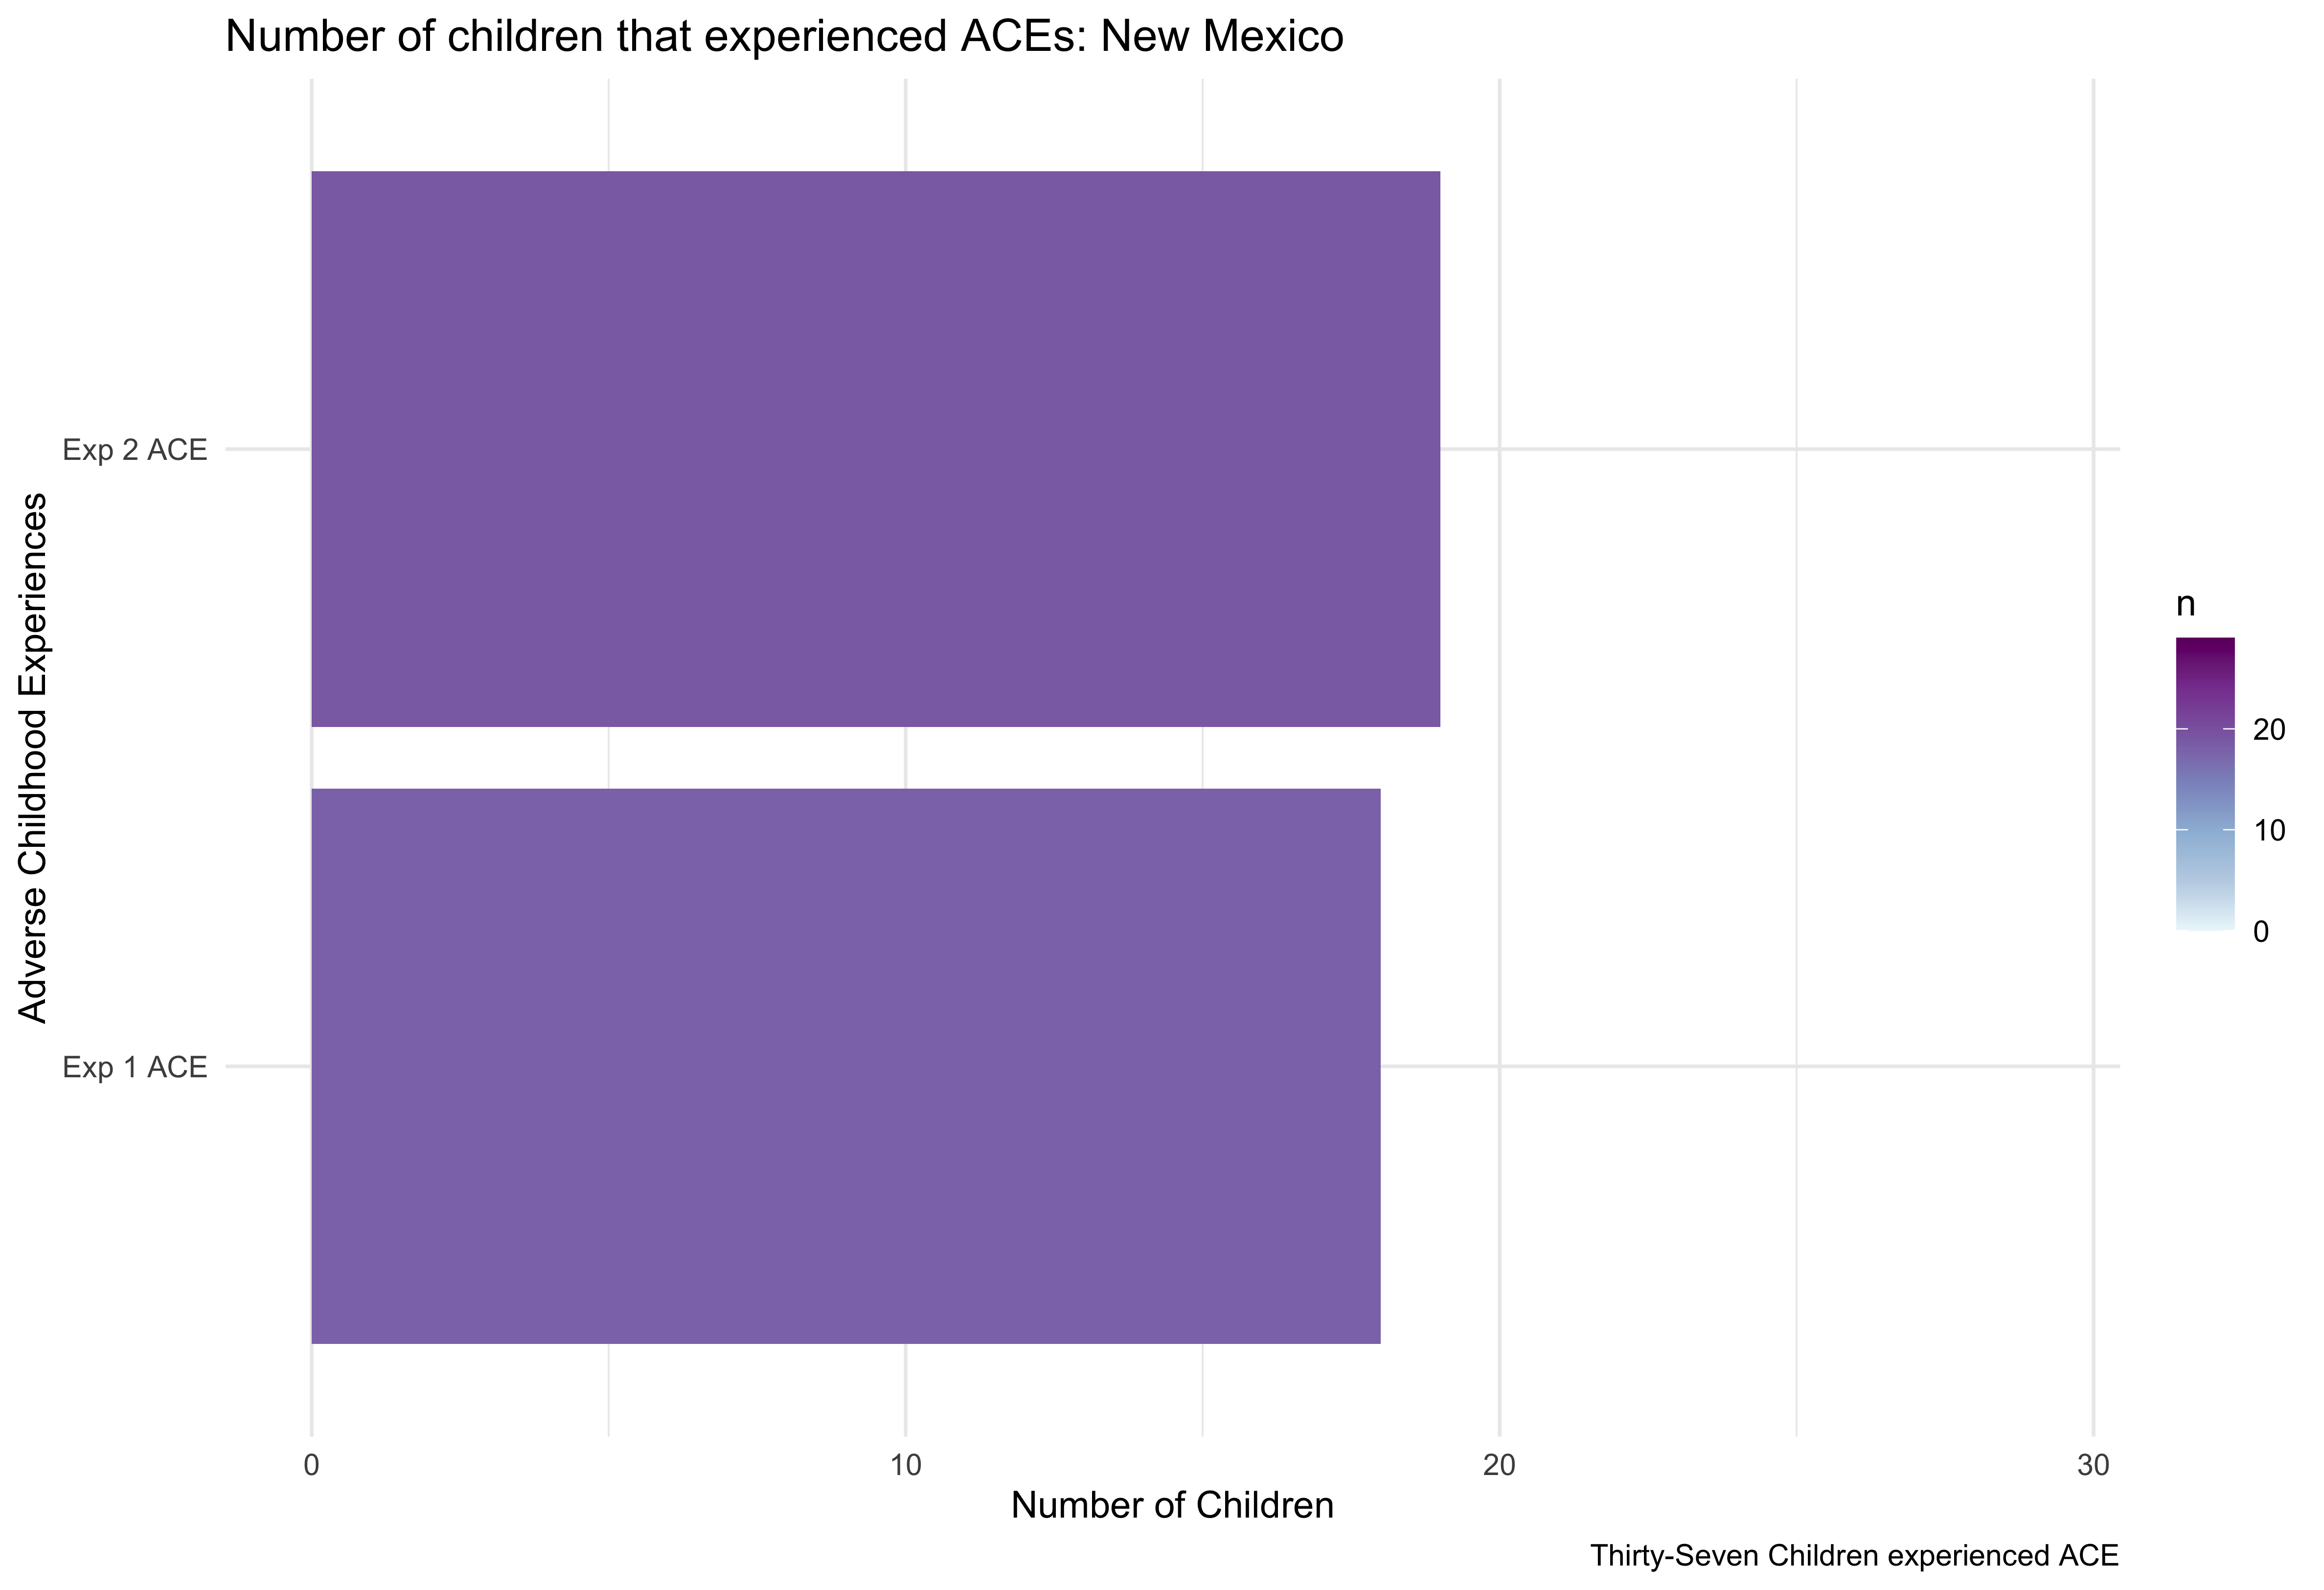 Number of children that experienced ACEs: New Mexico
Adverse Childhood Experiences
Exp 2 ACE
Exp 1 ACE
0
10
20
30
Number of Children
n
20
10
0
Thirty-Seven Children experienced ACE